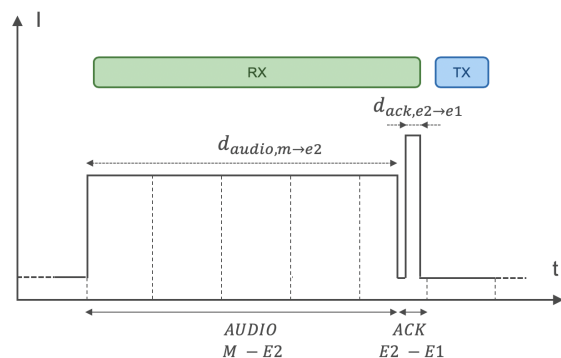 I
RX
TX
d_{ack,e2→e1}
d_{audio,m→e2}
t
AUDIO
M - E2
ACK
E2 - E1